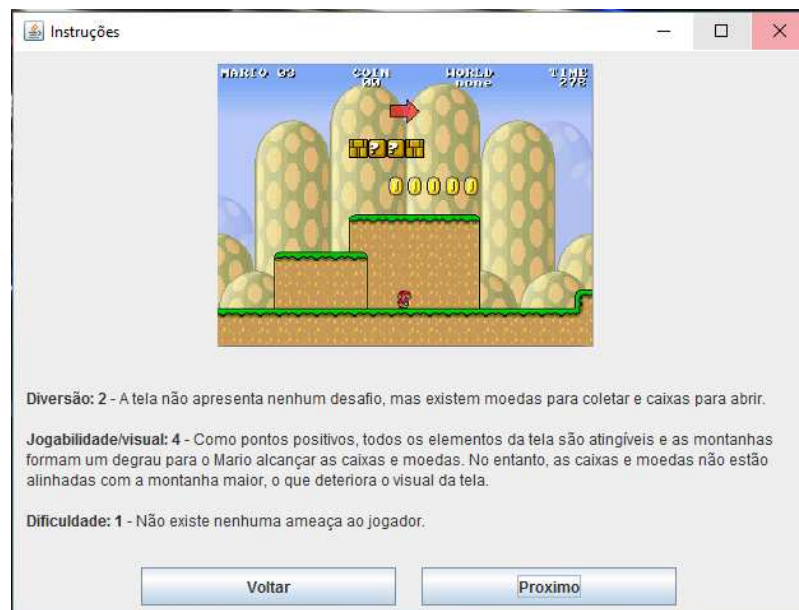 Instruções
MARIO 03 COIN WORLD TIME
00 none 278
Diversão: 2 - A tela não apresenta nenhum desafio, mas existem moedas para coletar e caixas para abrir.
Jogabilidade/visual: 4 - Como pontos positivos, todos os elementos da tela são atingíveis e as montanhas
formam um degrau para o Mario alcançar as caixas e moedas. No entanto, as caixas e moedas não estão
alinhadas com a montanha maior, o que deteriora o visual da tela.
Dificuldade: 1 - Não existe nenhuma ameaça ao jogador.
Voltar Proximo